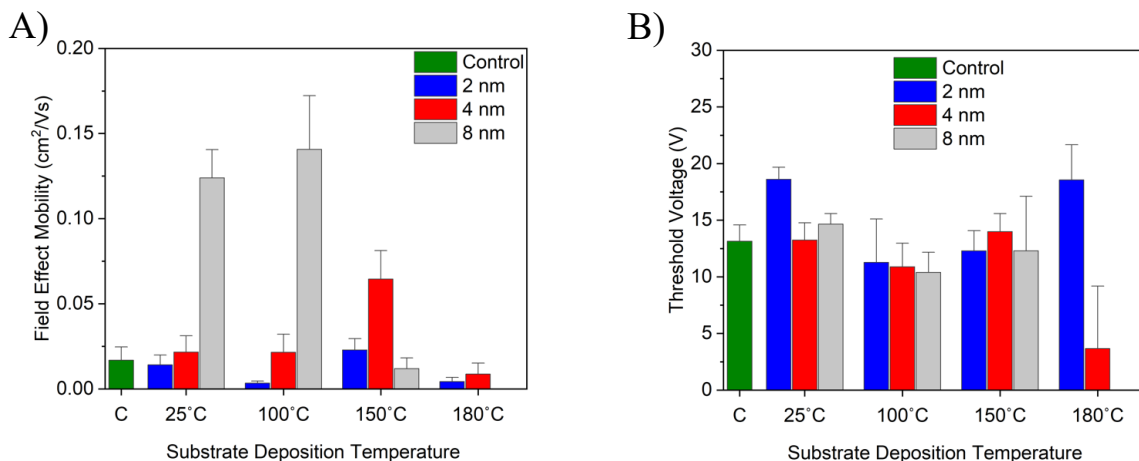 A)
Field Effect Mobility (cm²/Vs)
0.20
0.15
0.10
0.05
0.00
Control
2 nm
4 nm
8 nm
C 25°C 100°C 150°C 180°C
Substrate Deposition Temperature
B)
Threshold Voltage (V)
30
25
20
15
10
5
0
Control
2 nm
4 nm
8 nm
C 25°C 100°C 150°C 180°C
Substrate Deposition Temperature